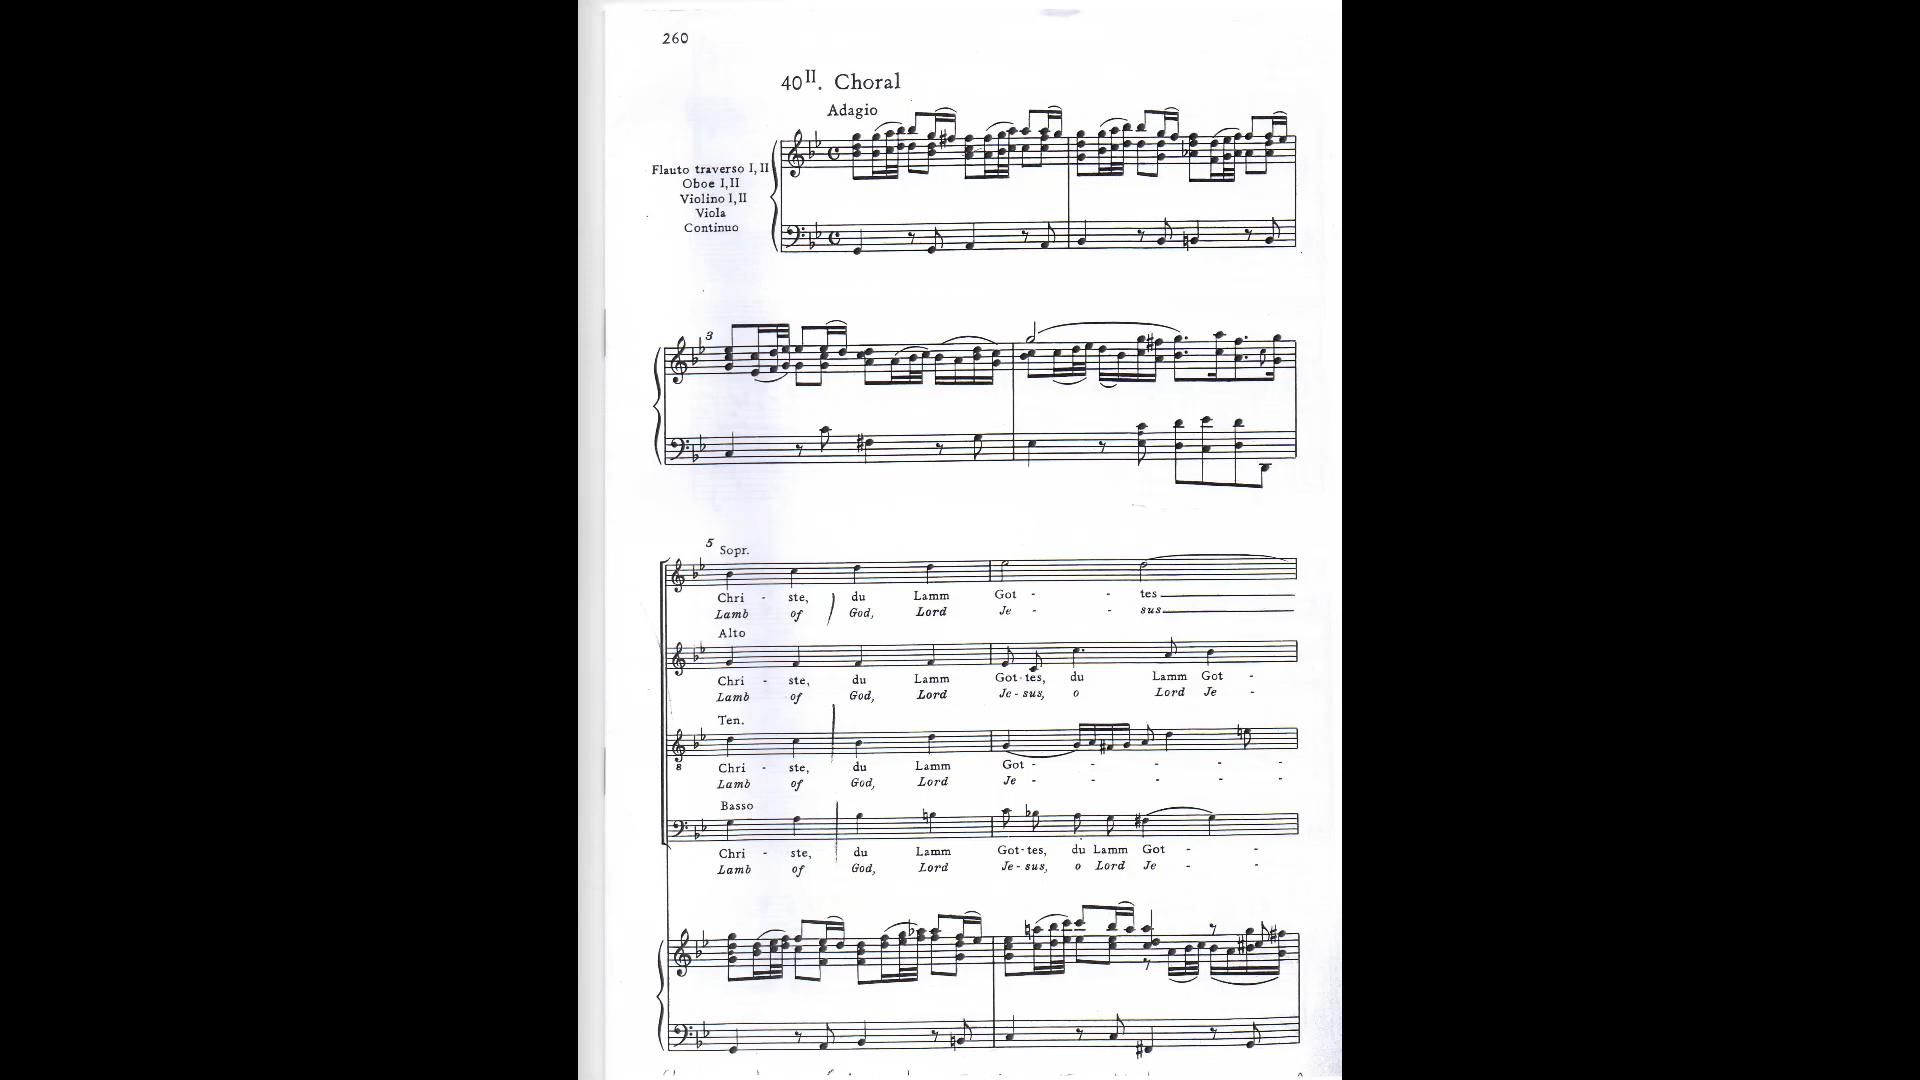 260
40II. Choral
Adagio
Flauto traverso I, II
Oboe I, II
Violino I, II
Viola
Continuo
3
5
Sopr.
Chri - ste, du Lamm Got - - tes
Lamb of God, Lord Je - - sus
Alto
Chri - ste, du Lamm Got - tes, du Lamm Got -
Lamb of God, Lord Je - sus, o Lord Je -
Ten.
8
Chri - ste, du Lamm Got - - - - -
Lamb of God, Lord Je - - - - -
Basso
Chri - ste, du Lamm Got - tes, du Lamm Got - -
Lamb of God, Lord Je - sus, o Lord Je - -